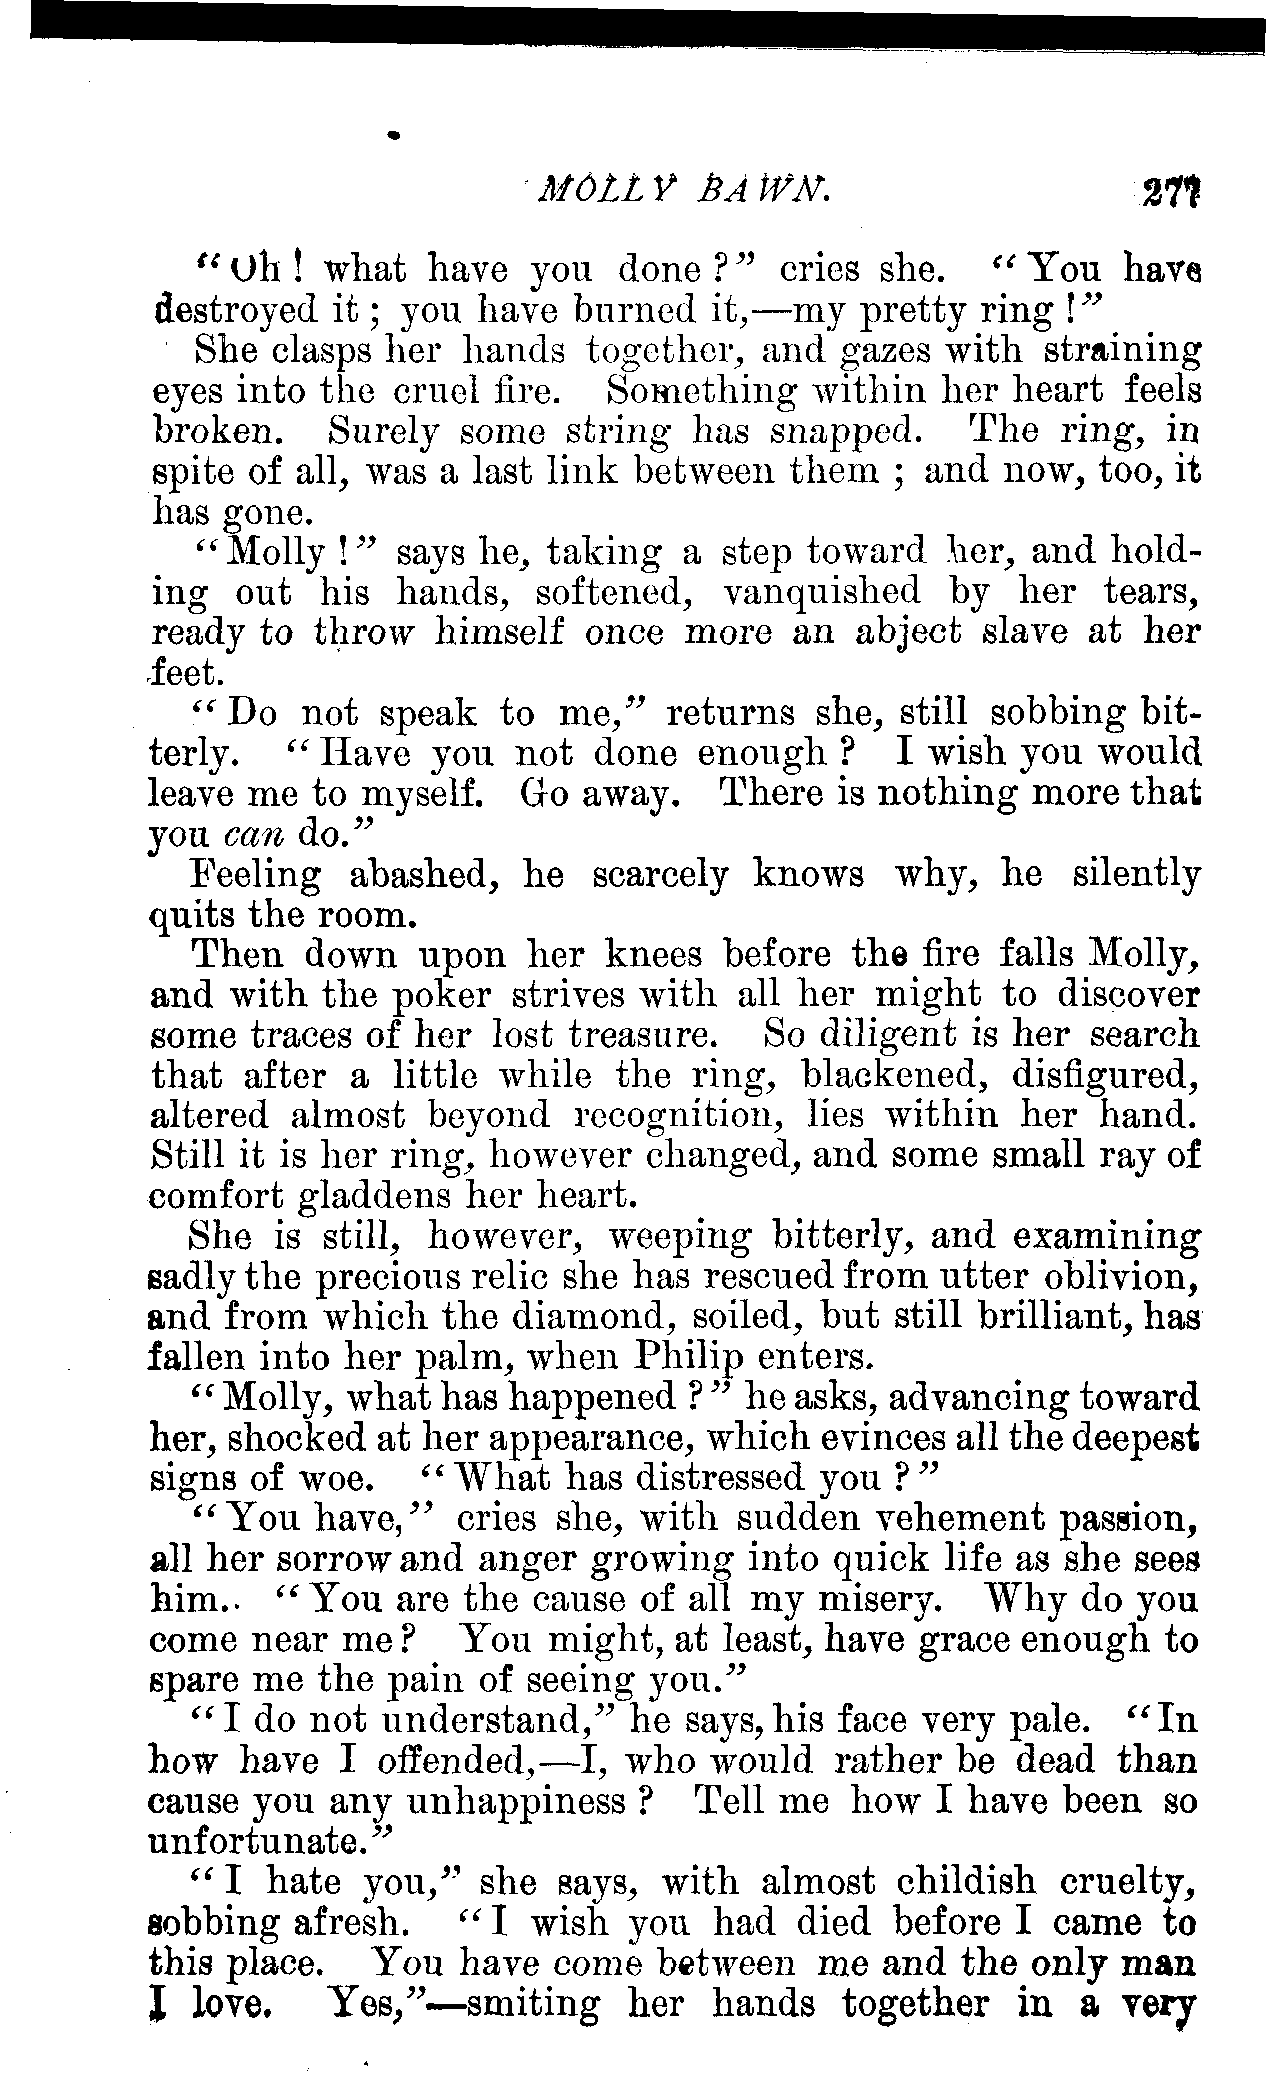 MOLLY BAWN. 277
"Oh! what have you done?" cries she. "You have
destroyed it; you have burned it,—my pretty ring!"
She clasps her hands together, and gazes with straining
eyes into the cruel fire. Something within her heart feels
broken. Surely some string has snapped. The ring, in
spite of all, was a last link between them; and now, too, it
has gone.
"Molly!" says he, taking a step toward her, and hold-
ing out his hands, softened, vanquished by her tears,
ready to throw himself once more an abject slave at her
feet.
"Do not speak to me," returns she, still sobbing bit-
terly. "Have you not done enough? I wish you would
leave me to myself. Go away. There is nothing more that
you can do."
Feeling abashed, he scarcely knows why, he silently
quits the room.
Then down upon her knees before the fire falls Molly,
and with the poker strives with all her might to discover
some traces of her lost treasure. So diligent is her search
that after a little while the ring, blackened, disfigured,
altered almost beyond recognition, lies within her hand.
Still it is her ring, however changed, and some small ray of
comfort gladdens her heart.
She is still, however, weeping bitterly, and examining
sadly the precious relic she has rescued from utter oblivion,
and from which the diamond, soiled, but still brilliant, has
fallen into her palm, when Philip enters.
"Molly, what has happened?" he asks, advancing toward
her, shocked at her appearance, which evinces all the deepest
signs of woe. "What has distressed you?"
"You have," cries she, with sudden vehement passion,
all her sorrow and anger growing into quick life as she sees
him.. "You are the cause of all my misery. Why do you
come near me? You might, at least, have grace enough to
spare me the pain of seeing you."
"I do not understand," he says, his face very pale. "In
how have I offended,—I, who would rather be dead than
cause you any unhappiness? Tell me how I have been so
unfortunate."
"I hate you," she says, with almost childish cruelty,
sobbing afresh. "I wish you had died before I came to
this place. You have come between me and the only man
I love. Yes,"—smiting her hands together in a very